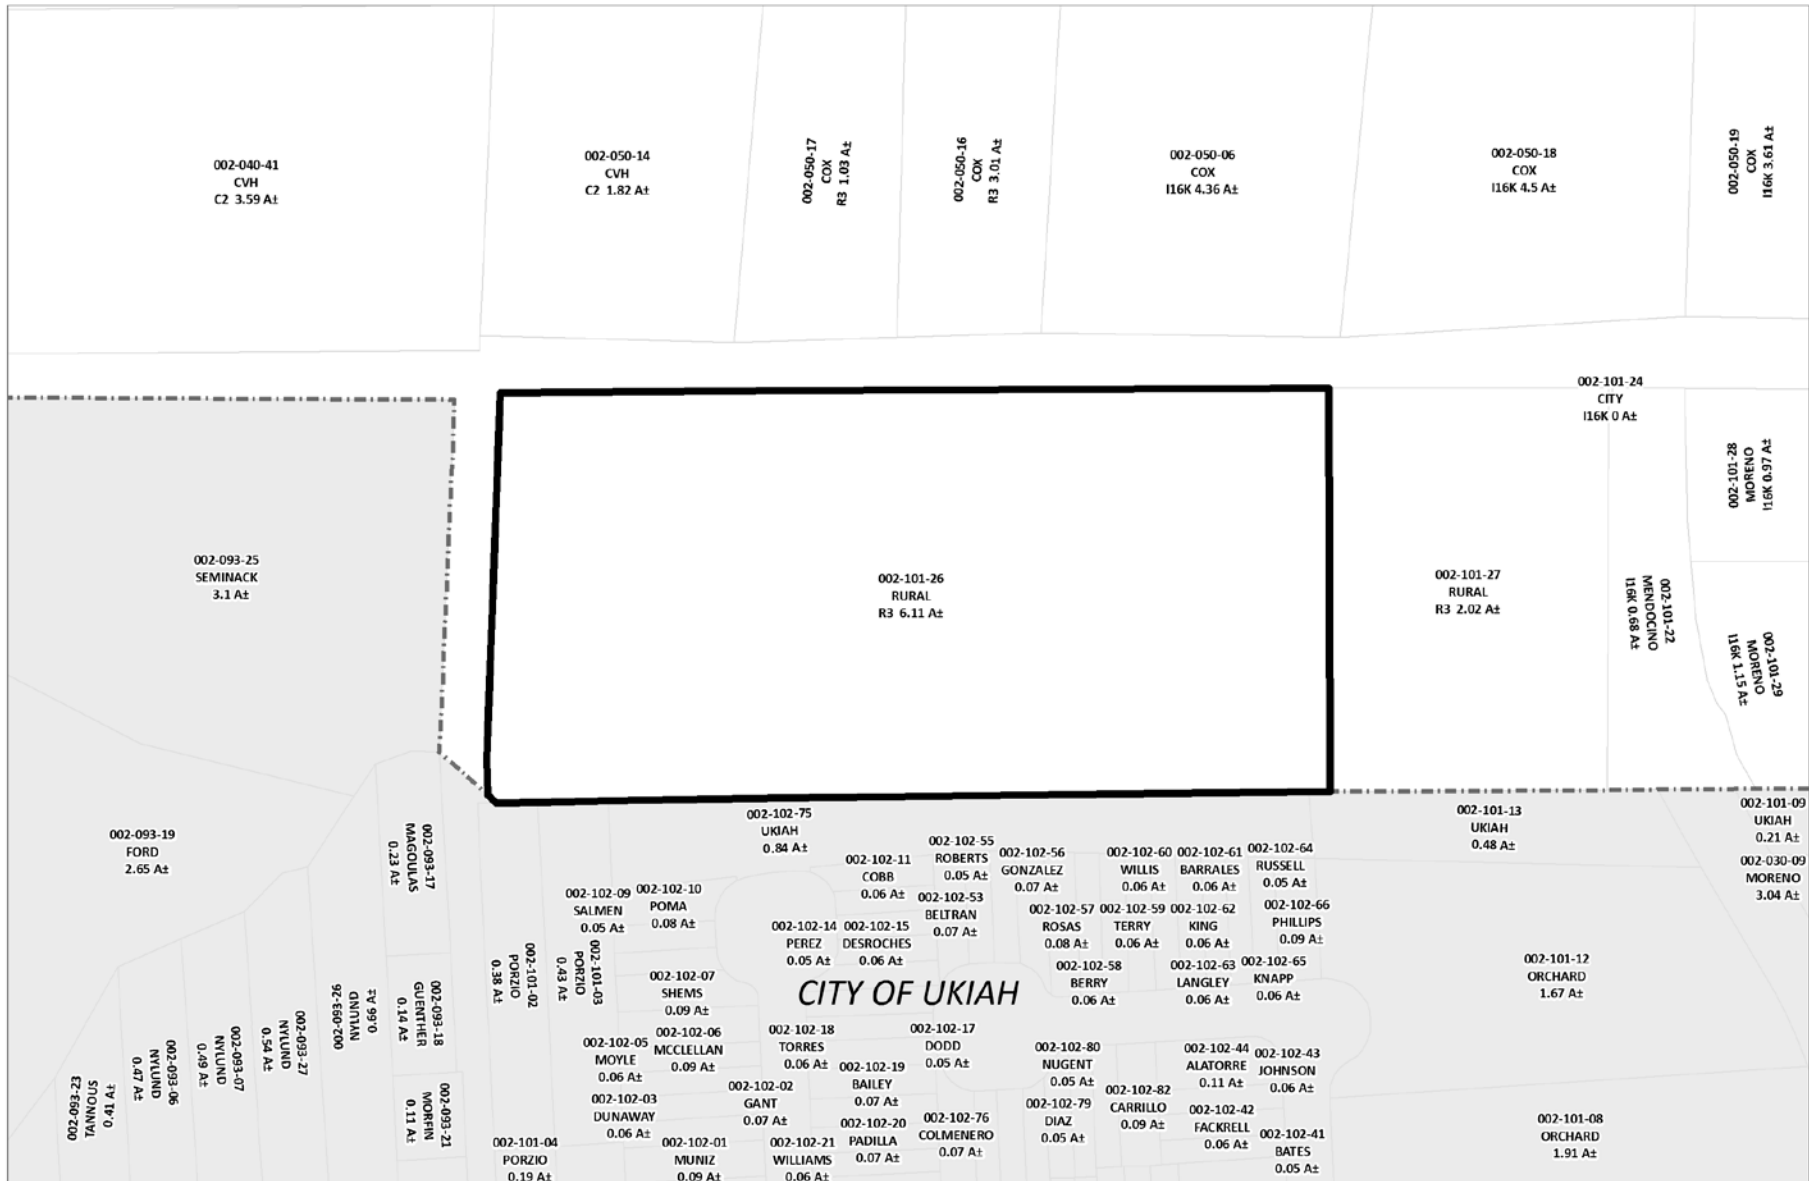 002-040-41
CVH
C2 3.59 A±
002-050-14
CVH
C2 1.82 A±
002-050-17
COX
R3 1.03 A±
002-050-16
COX
R3 3.01 A±
002-050-06
COX
I16K 4.36 A±
002-050-18
COX
I16K 4.5 A±
002-050-19
COX
I16K 3.61 A±
002-101-24
CITY
I16K 0 A±
002-101-28
MORENO
I16K 0.97 A±
002-093-25
SEMINACK
3.1 A±
002-101-26
RURAL
R3 6.11 A±
002-101-27
RURAL
R3 2.02 A±
002-101-22
MENDOCINO
I16K 0.68 A±
002-101-29
MORENO
I16K 1.15 A±
002-093-19
FORD
2.65 A±
002-093-17
MAGOULAS
0.23 A±
002-102-75
UKIAH
0.84 A±
002-101-13
UKIAH
0.48 A±
002-101-09
UKIAH
0.21 A±
002-030-09
MORENO
3.04 A±
002-102-11
COBB
0.06 A±
002-102-55
ROBERTS
0.05 A±
002-102-56
GONZALEZ
0.07 A±
002-102-60
WILLIS
0.06 A±
002-102-61
BARRALES
0.06 A±
002-102-64
RUSSELL
0.05 A±
002-102-09
SALMEN
0.05 A±
002-102-10
POMA
0.08 A±
002-102-14
PEREZ
0.05 A±
002-102-15
DESROCHES
0.06 A±
002-102-53
BELTRAN
0.07 A±
002-102-57
ROSAS
0.08 A±
002-102-59
TERRY
0.06 A±
002-102-62
KING
0.06 A±
002-102-66
PHILLIPS
0.09 A±
002-101-02
PORZIO
0.38 A±
002-101-03
PORZIO
0.43 A±
002-102-07
SHEMS
0.09 A±
CITY OF UKIAH
002-102-58
BERRY
0.06 A±
002-102-63
LANGLEY
0.06 A±
002-102-65
KNAPP
0.06 A±
002-101-12
ORCHARD
1.67 A±
002-093-23
TANNOUS
0.41 A±
002-093-06
NYLUND
0.47 A±
002-093-07
NYLUND
0.49 A±
002-093-27
NYLUND
0.54 A±
002-093-26
NYLUND
0.66 A±
002-093-18
GUENTHER
0.14 A±
002-093-21
MORFIN
0.11 A±
002-102-05
MOYLE
0.06 A±
002-102-06
MCCLELLAN
0.09 A±
002-102-18
TORRES
0.06 A±
002-102-17
DODD
0.05 A±
002-102-19
BAILEY
0.07 A±
002-102-80
NUGENT
0.05 A±
002-102-44
ALATORRE
0.11 A±
002-102-43
JOHNSON
0.06 A±
002-102-03
DUNAWAY
0.06 A±
002-102-02
GANT
0.07 A±
002-102-20
PADILLA
0.07 A±
002-102-76
COLMENERO
0.07 A±
002-102-79
DIAZ
0.05 A±
002-102-82
CARRILLO
0.09 A±
002-102-42
FACKRELL
0.06 A±
002-102-41
BATES
0.05 A±
002-101-04
PORZIO
0.19 A±
002-102-01
MUNIZ
0.09 A±
002-102-21
WILLIAMS
0.06 A±
002-101-08
ORCHARD
1.91 A±